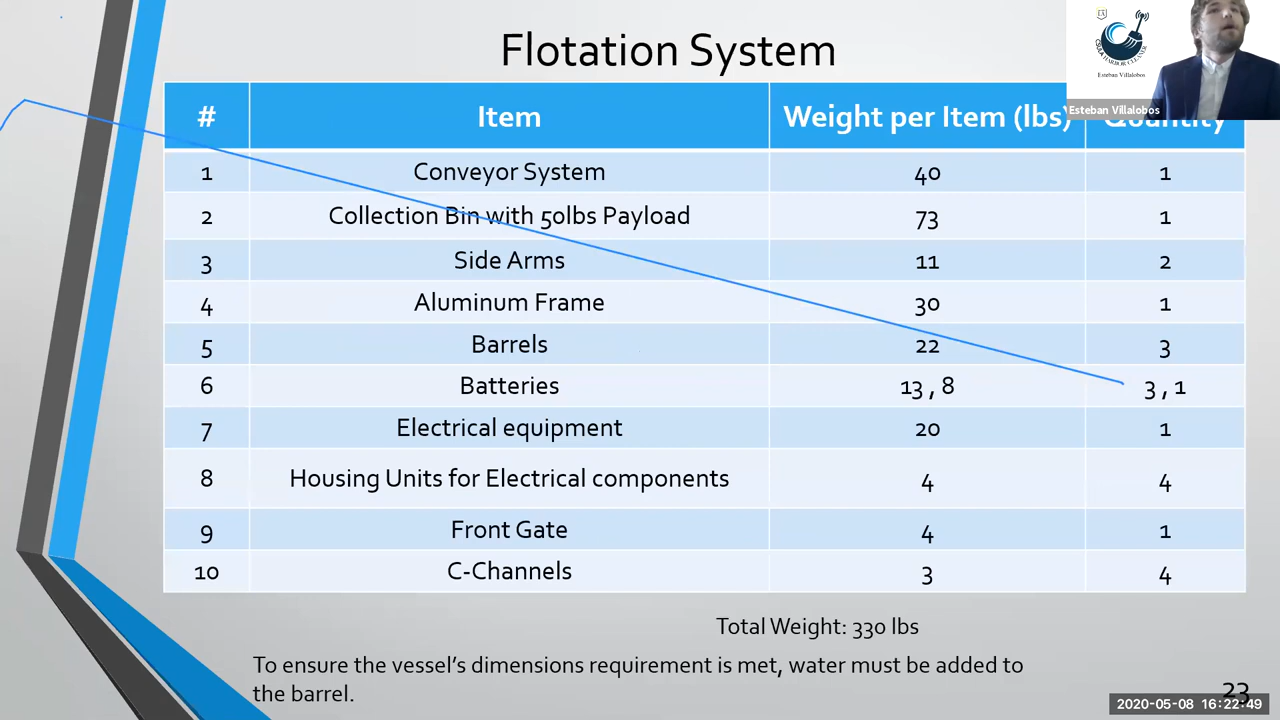 Flotation System
Esteban Villalobos
Esteban Villalobos
# Item Weight per Item (lbs) Quantity
1 Conveyor System 40 1
2 Collection Bin with 50lbs Payload 73 1
3 Side Arms 11 2
4 Aluminum Frame 30 1
5 Barrels 22 3
6 Batteries 13 , 8 3 , 1
7 Electrical equipment 20 1
8 Housing Units for Electrical components 4 4
9 Front Gate 4 1
10 C-Channels 3 4
Total Weight: 330 lbs
To ensure the vessel's dimensions requirement is met, water must be added to
the barrel.
23
2020-05-08 16:22:49